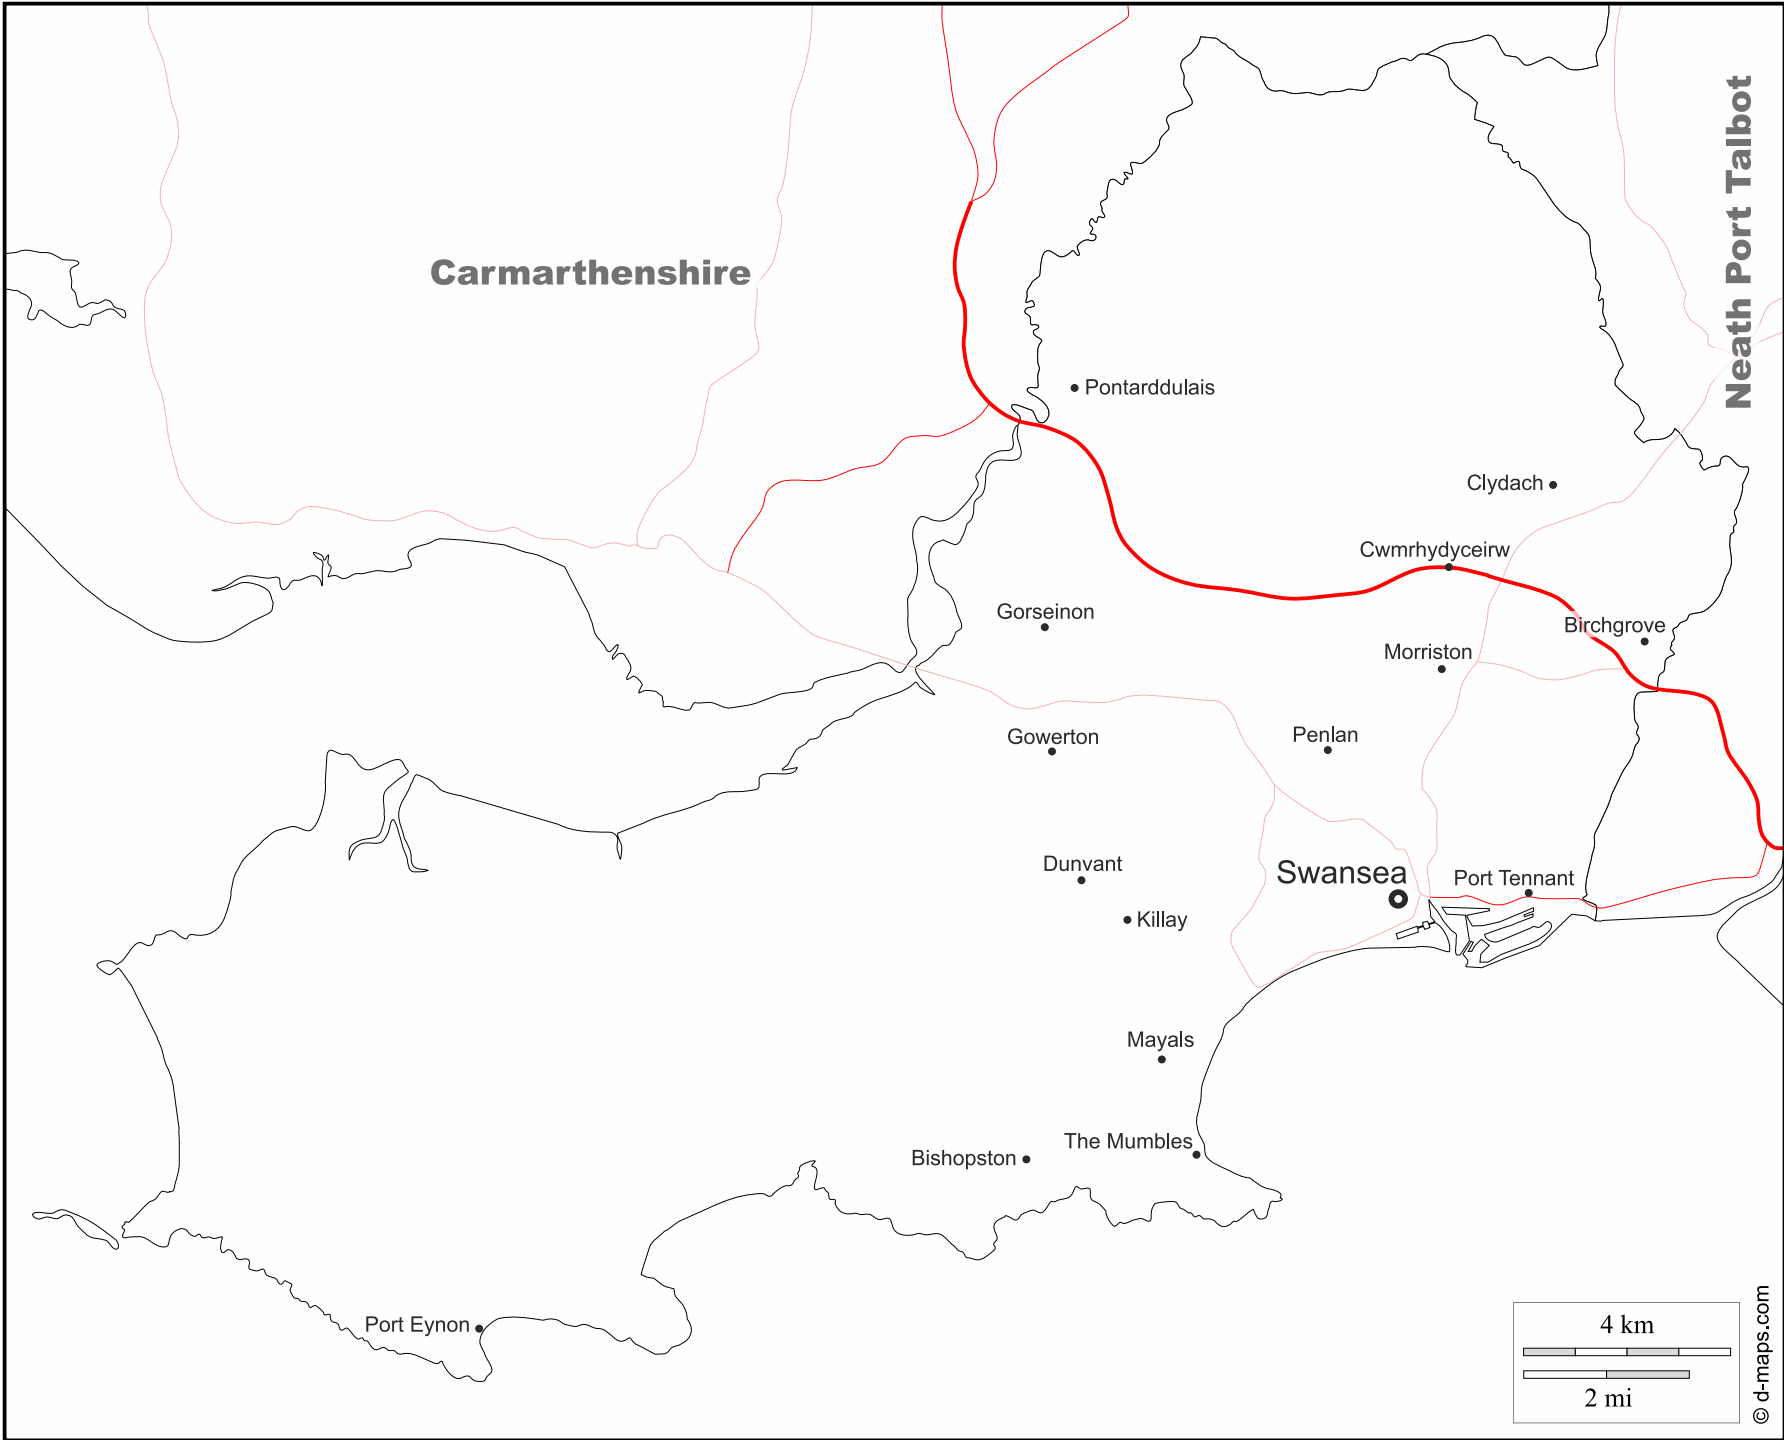 Neath Port Talbot
Carmarthenshire
Pontarddulais
Clydach
Cwmrhydyceirw
Gorseinon
Birchgrove
Morriston
Gowerton
Penlan
Dunvant
Swansea
Port Tennant
Killay
Mayals
The Mumbles
Bishopston
Port Eynon
4 km
2 mi
© d-maps.com